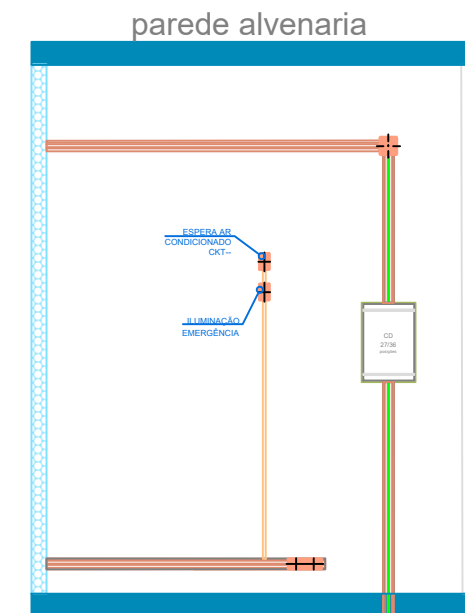 parede alvenaria
ESPERA AR
CONDICIONADO
CKT--
ILUMINAÇÃO
EMERGÊNCIA
CD
27/36
posições